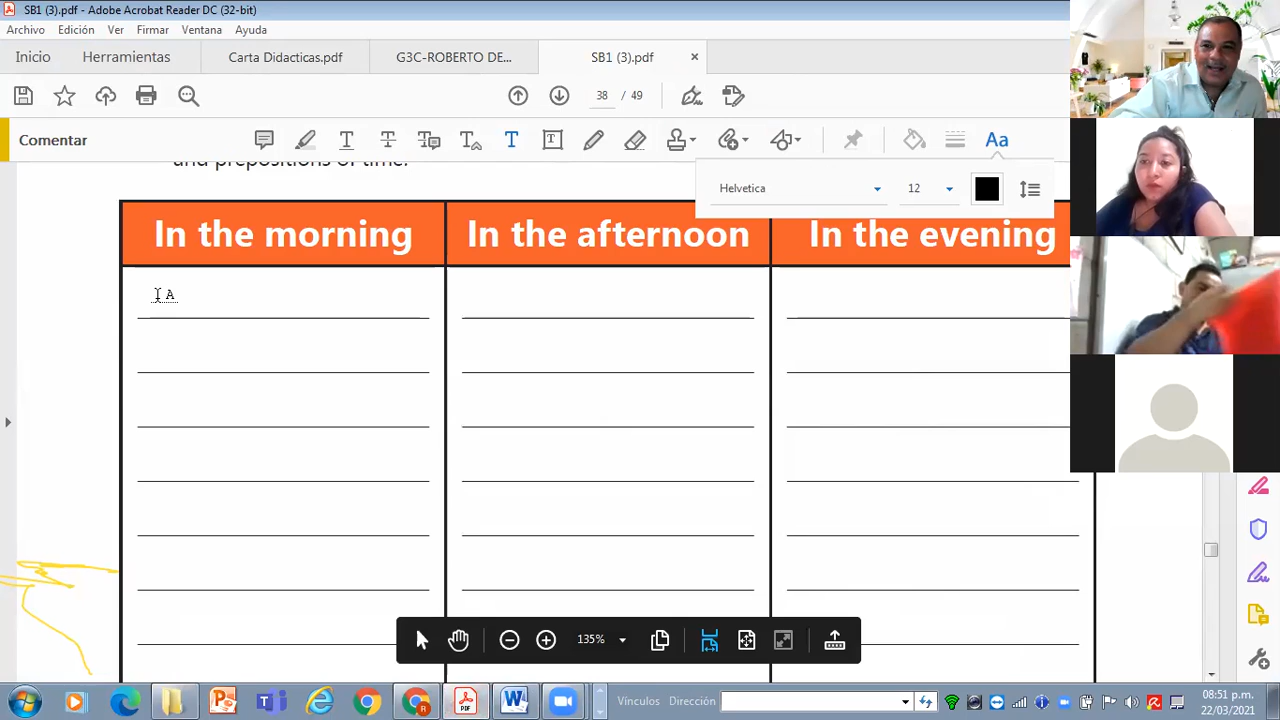 SB1 (3).pdf - Adobe Acrobat Reader DC (32-bit)
Archivo Edición Ver Firmar Ventana Ayuda
Inicio Herramientas Carta Didacticas.pdf G3C-ROBERTO DE... SB1 (3).pdf ×
38 / 49
Comentar
Aa
and prepositions of time.
Helvetica 12
In the morning In the afternoon In the evening
A
135%
Vínculos Dirección
08:51 p.m.
22/03/2021